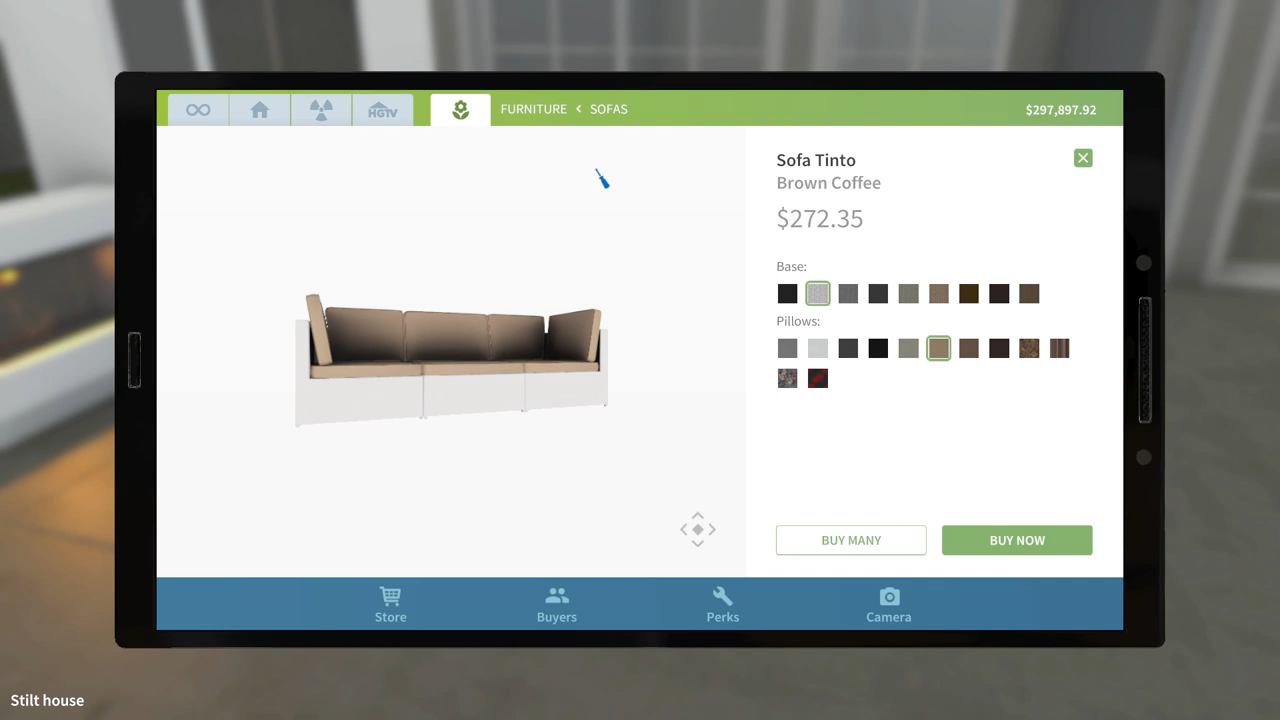 HGTV
FURNITURE < SOFAS
$297,897.92
Sofa Tinto
Brown Coffee
$272.35
Base:
Pillows:
BUY MANY
BUY NOW
Store
Buyers
Perks
Camera
Stilt house